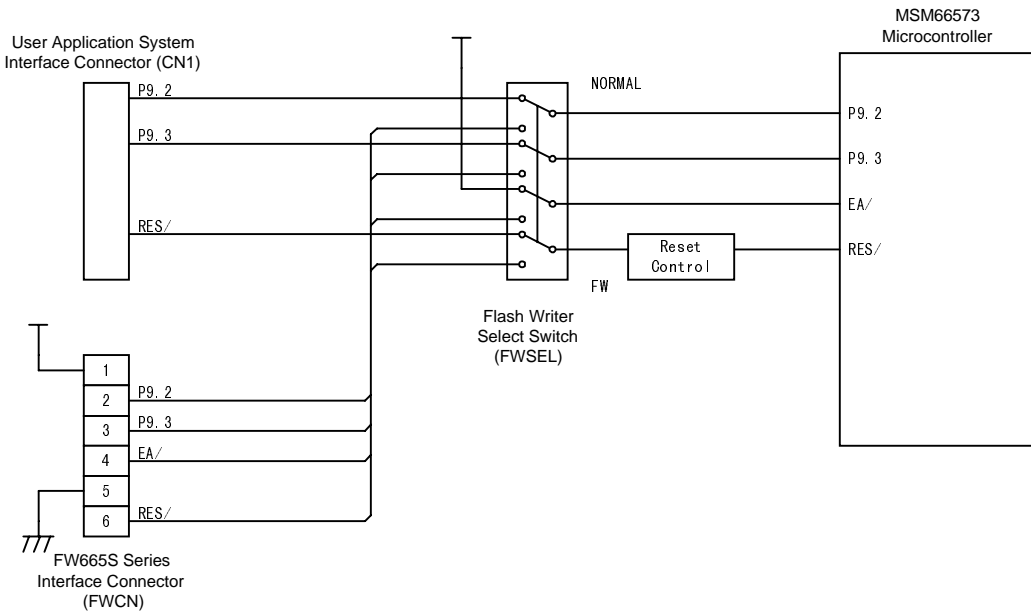 MSM66573
Microcontroller
User Application System
Interface Connector (CN1)
P9. 2
P9. 3
RES/
NORMAL
FW
Flash Writer
Select Switch
(FWSEL)
Reset
Control
P9. 2
P9. 3
EA/
RES/
1
2
3
4
5
6
P9. 2
P9. 3
EA/
RES/
FW665S Series
Interface Connector
(FWCN)